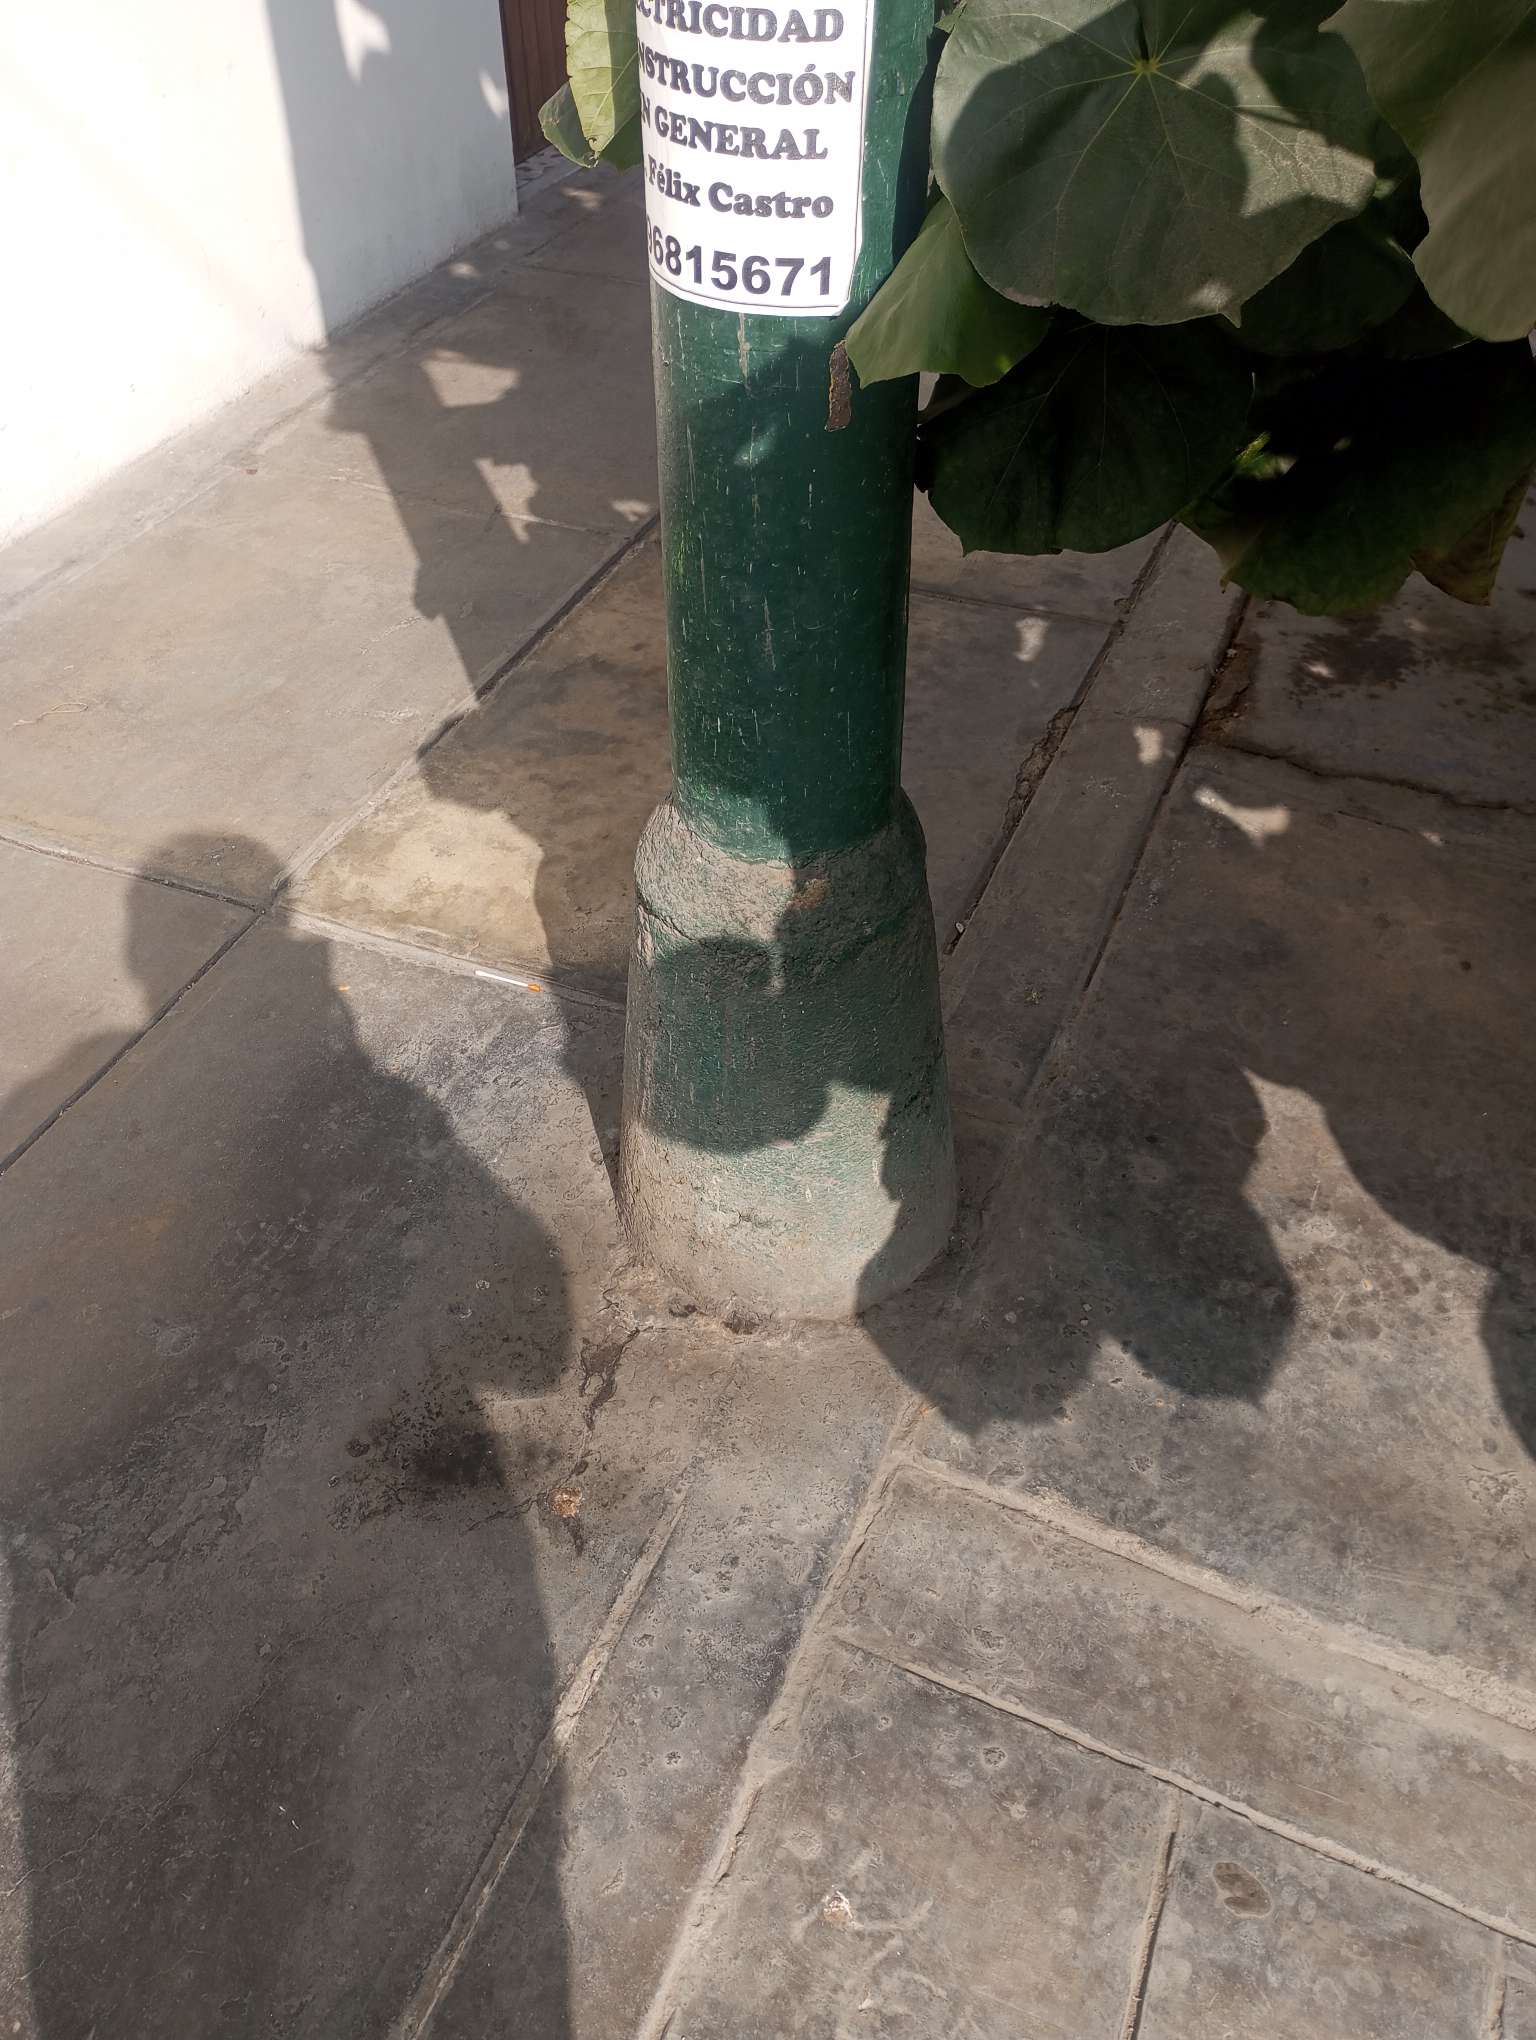 CTRICIDAD
NSTRUCCIÓN
N GENERAL
. Félix Castro
96815671